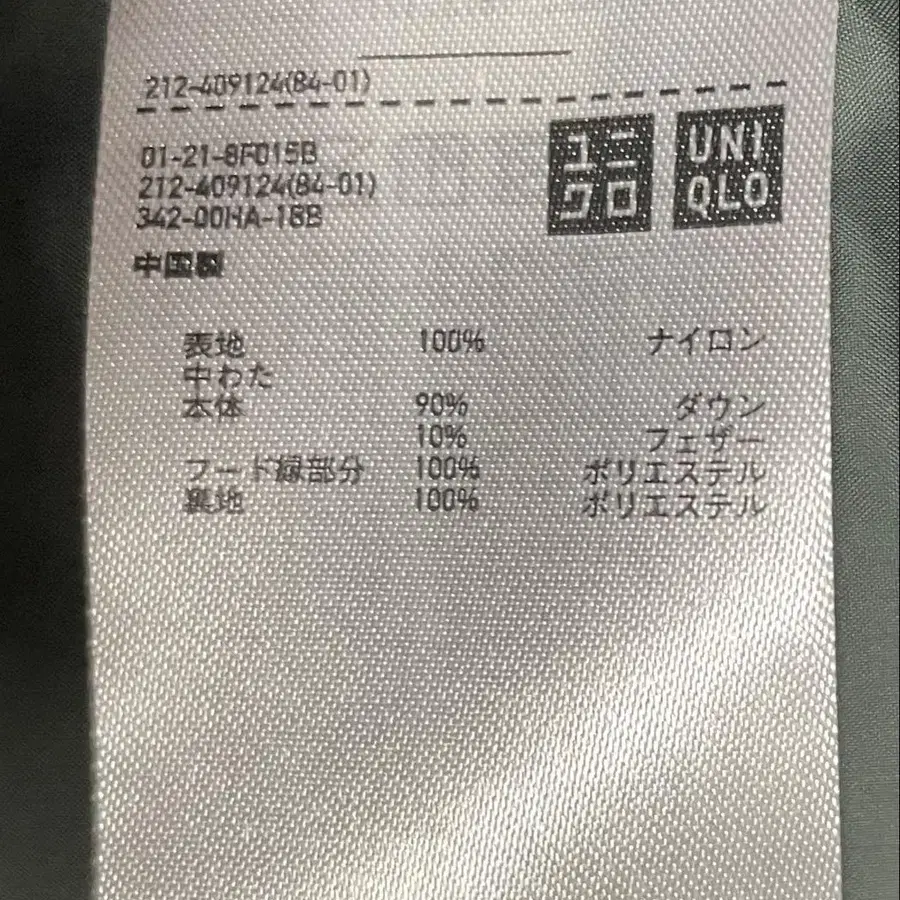 212-409124(84-01)
01-21-8F015B
212-409124(84-01)
342-00HA-18B
ユニクロ
UNIQLO
中国製
表地 100% ナイロン
中わた
本体 90% ダウン
10% フェザー
フード縁部分 100% ポリエステル
裏地 100% ポリエステル